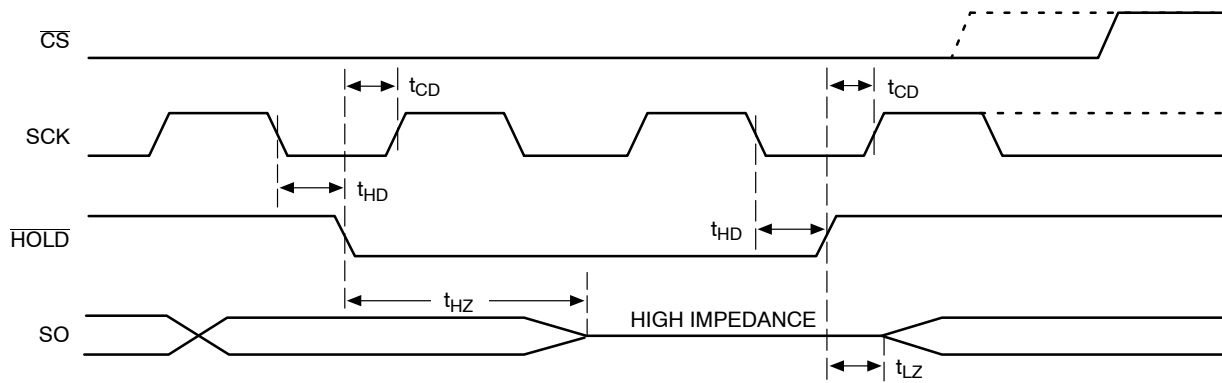 CS
tCD
tCD
SCK
tHD
HOLD
tHD
tHZ
HIGH IMPEDANCE
SO
tLZ